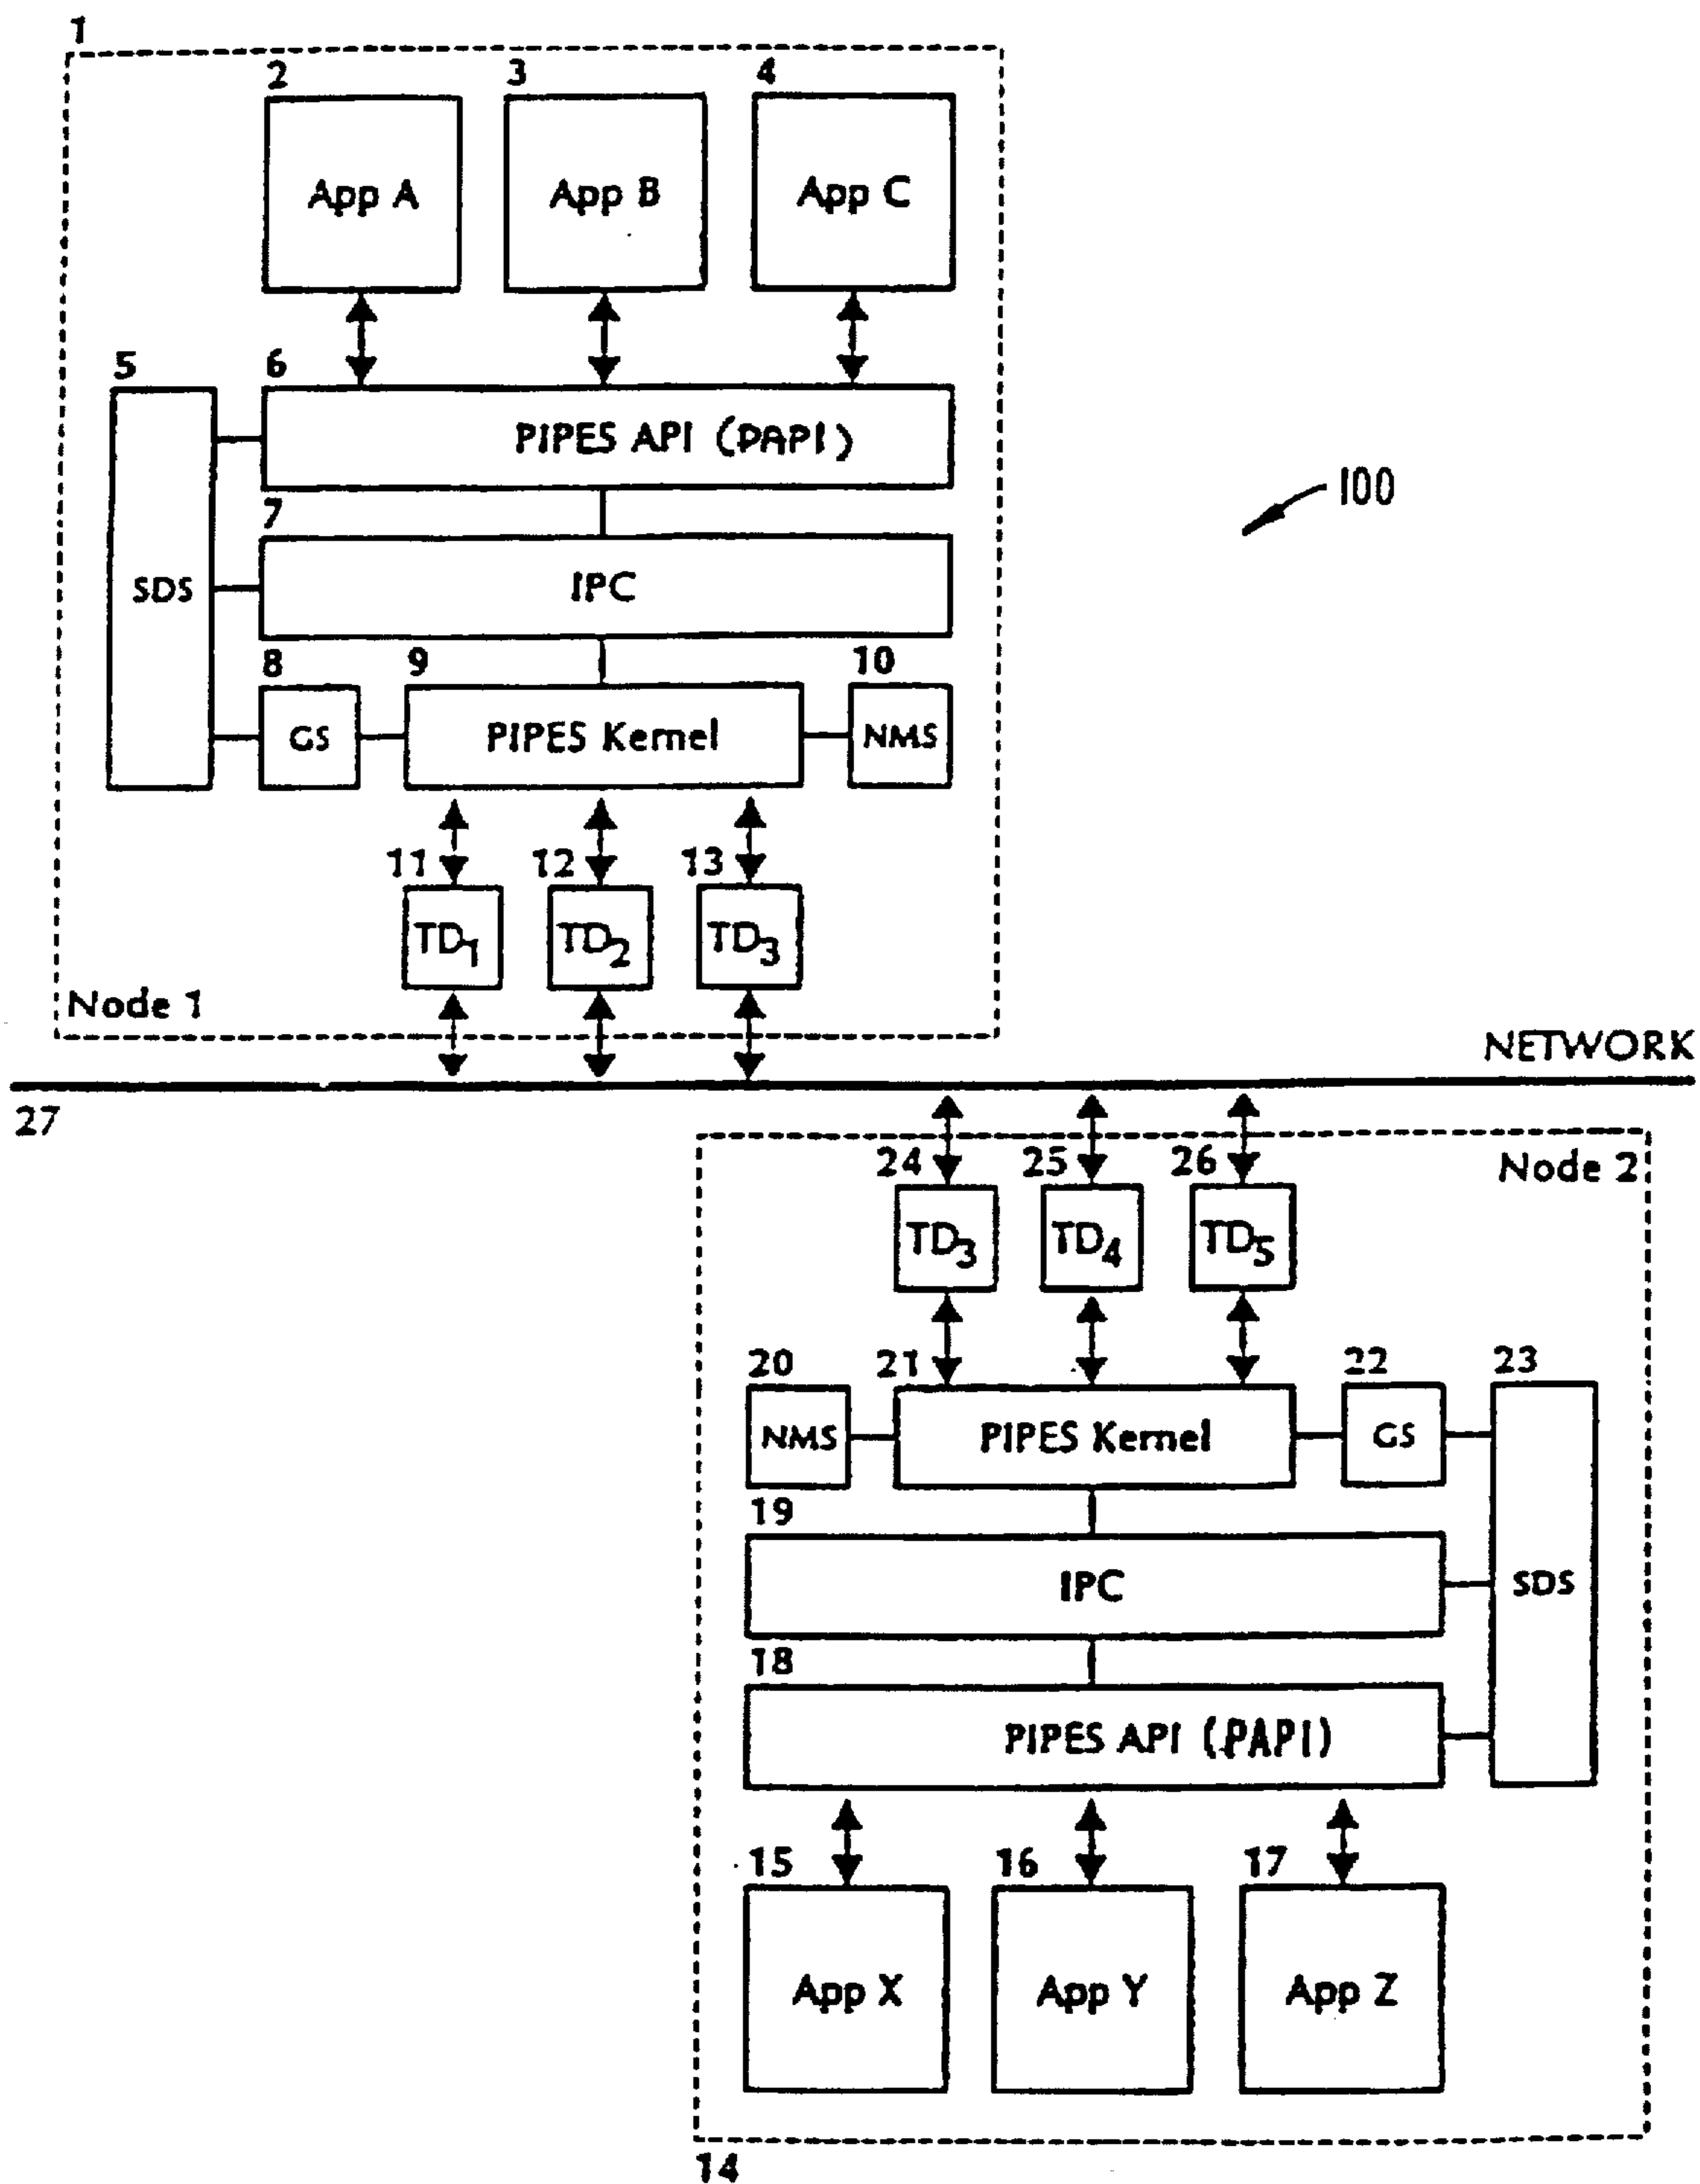 1
2 3 4
App A App B App C
5 6
PIPES API (PAPI)
100
7
SDS IPC
8 9 10
GS PIPES Kernel NMS
11 12 13
TD1 TD2 TD3
Node 1
NETWORK
27
24 25 26 Node 2
TD3 TD4 TD5
20 21 22 23
NMS PIPES Kernel GS
19
IPC SDS
18
PIPES API (PAPI)
15 16 17
App X App Y App Z
14